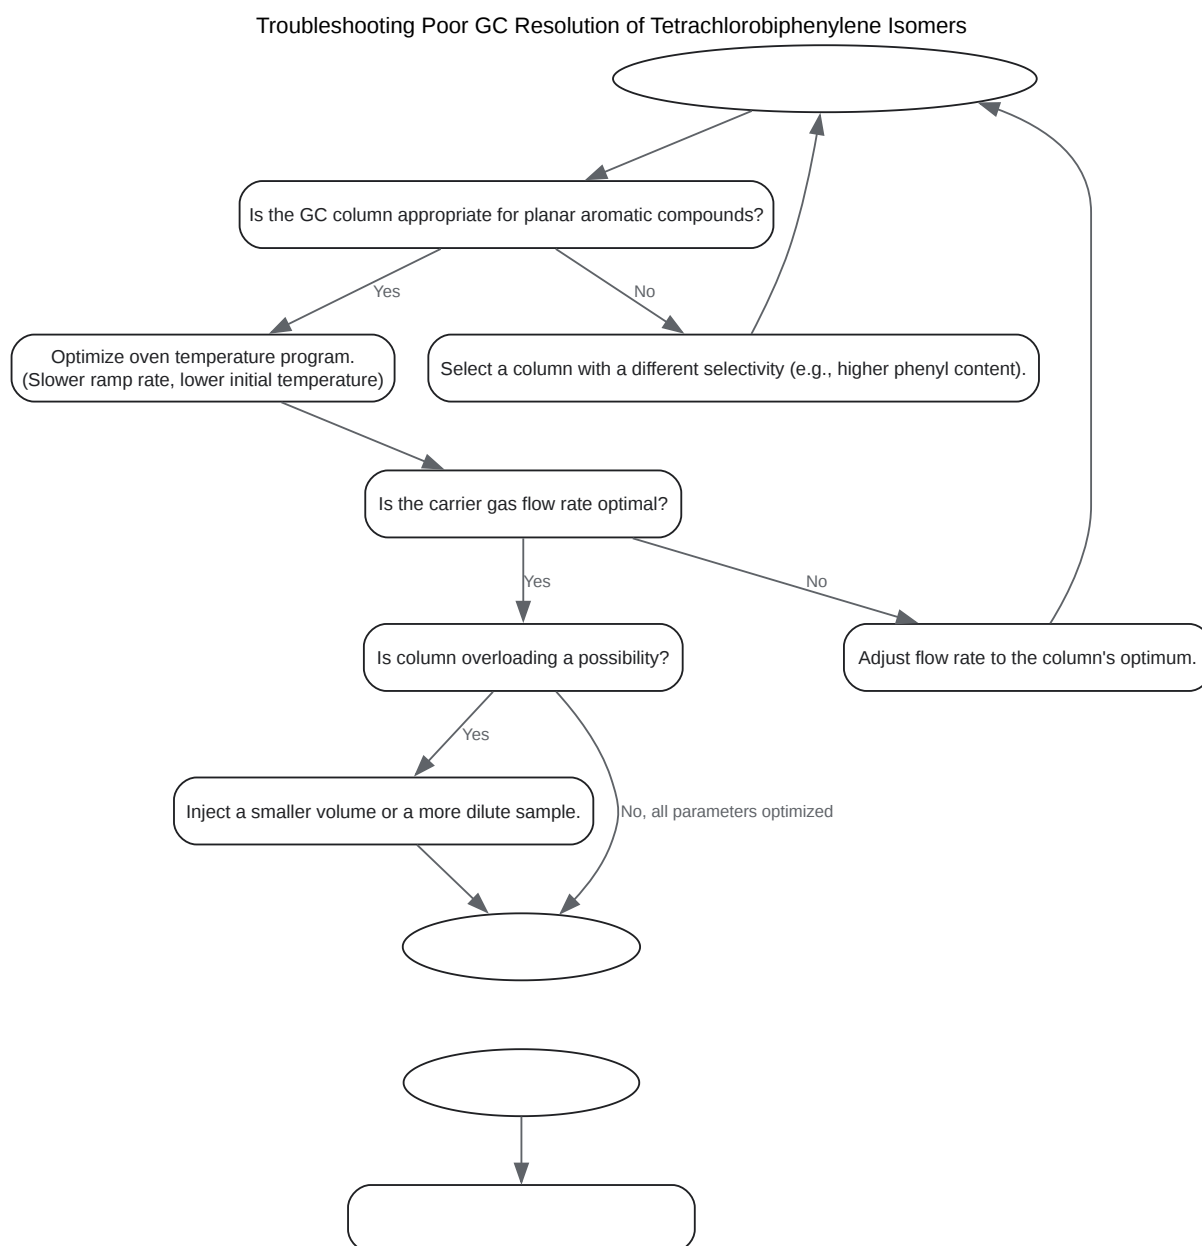 Troubleshooting Poor GC Resolution of Tetrachlorobiphenylene Isomers
Is the GC column appropriate for planar aromatic compounds?
Yes
No
Optimize oven temperature program.
(Slower ramp rate, lower initial temperature)
Select a column with a different selectivity (e.g., higher phenyl content).
Is the carrier gas flow rate optimal?
Yes
No
Is column overloading a possibility?
Adjust flow rate to the column's optimum.
Yes
Inject a smaller volume or a more dilute sample.
No, all parameters optimized